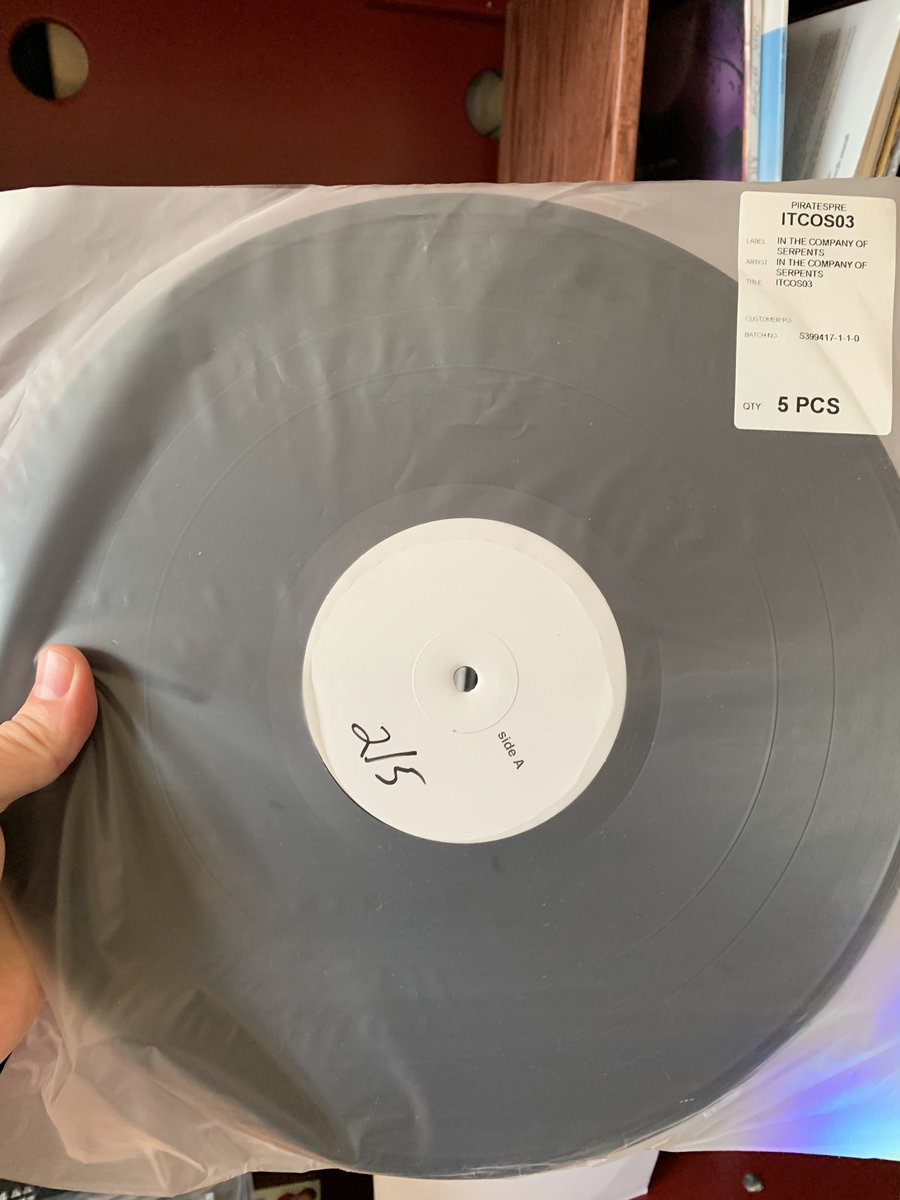 PIRATESPRE
ITCOS03
LABEL IN THE COMPANY OF
SERPENTS
ARTIST IN THE COMPANY OF
SERPENTS
TITLE ITCOS03
CUSTOMER PO
BATCH NO S399417-1-1-0
QTY: 5 PCS
side A
2/5